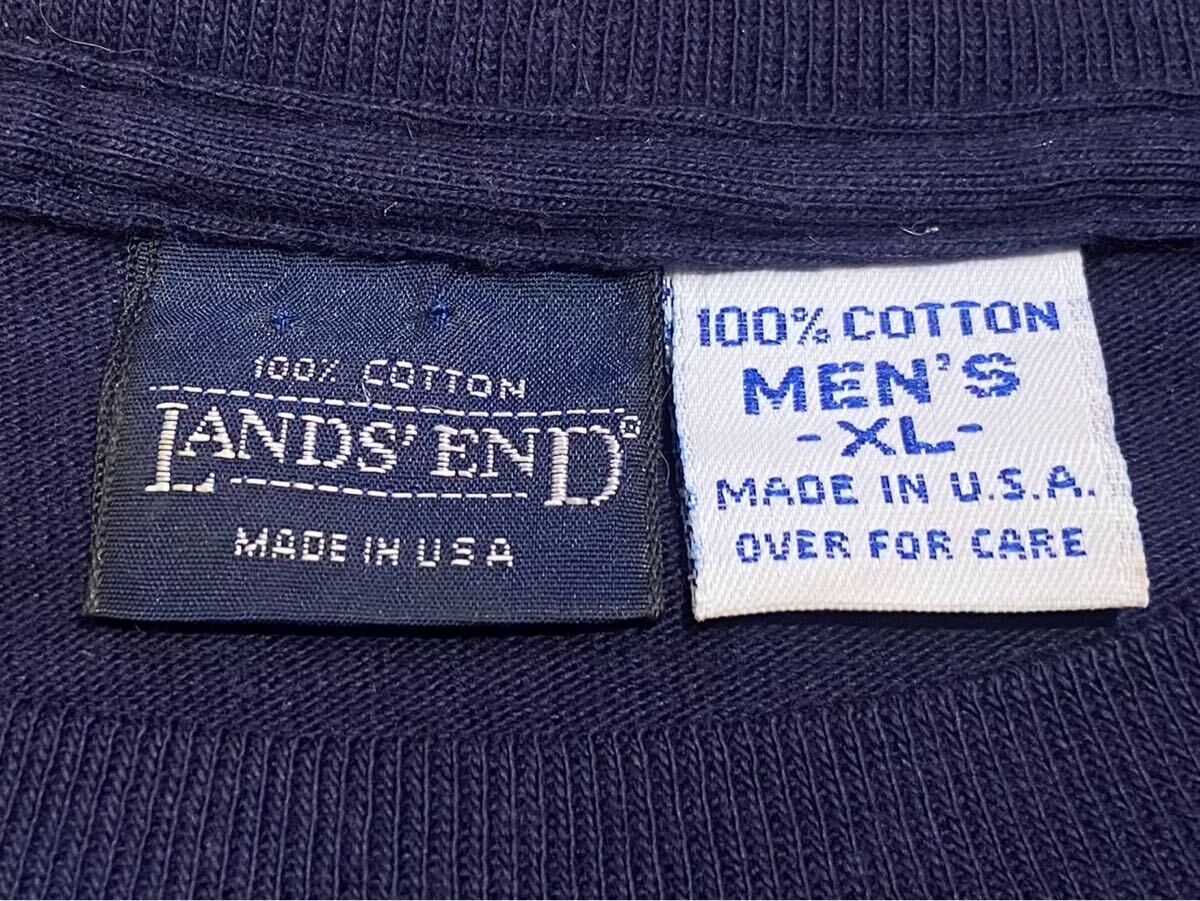 100% COTTON
LANDS' END®
MADE IN USA
100% COTTON
MEN'S
-XL-
MADE IN U.S.A.
OVER FOR CARE